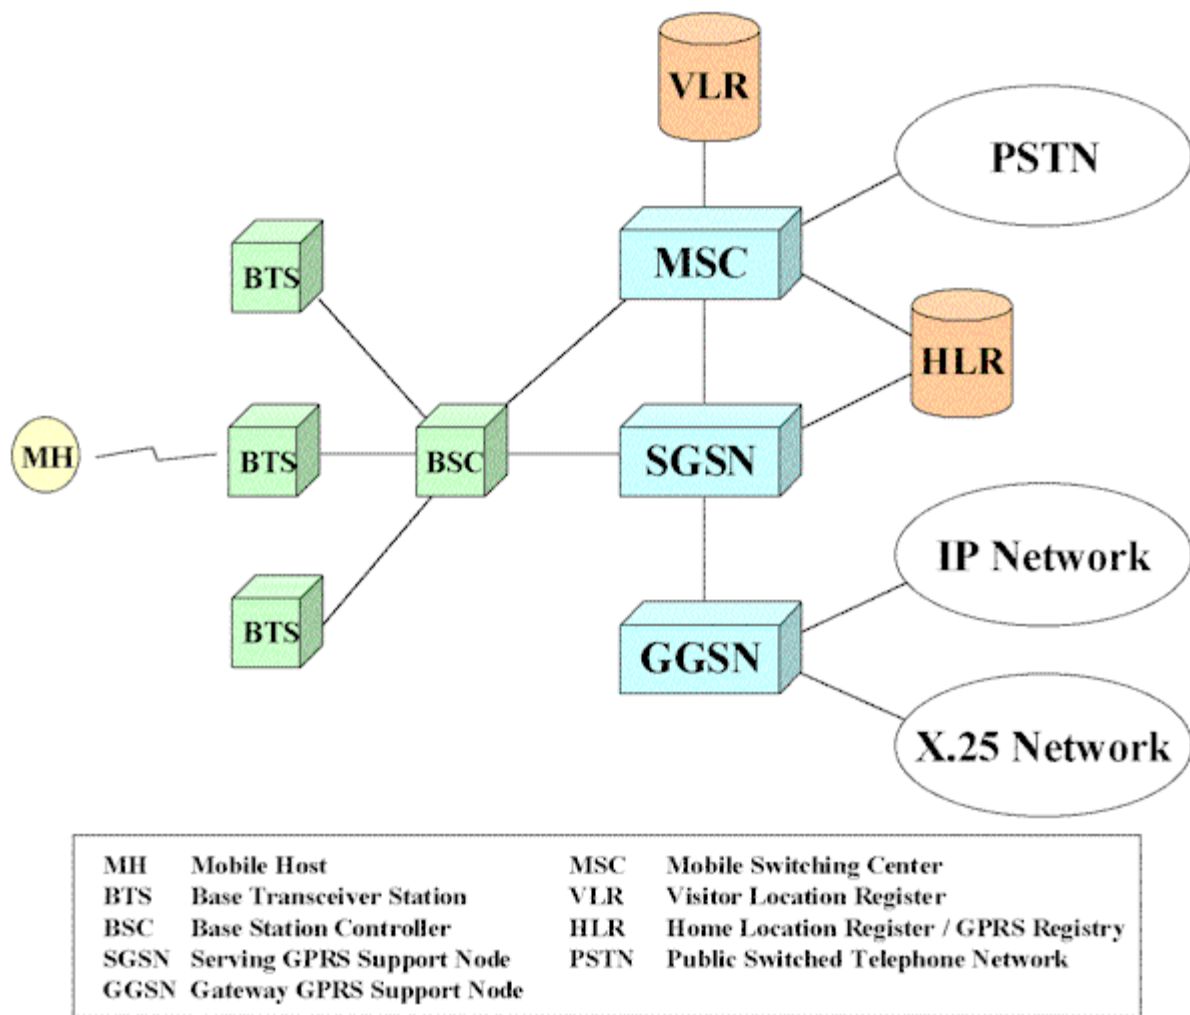 VLR
PSTN
BTS
MSC
HLR
MH
BTS
BSC
SGSN
IP Network
BTS
GGSN
X.25 Network
MH Mobile Host
BTS Base Transceiver Station
BSC Base Station Controller
SGSN Serving GPRS Support Node
GGSN Gateway GPRS Support Node
MSC Mobile Switching Center
VLR Visitor Location Register
HLR Home Location Register / GPRS Registry
PSTN Public Switched Telephone Network